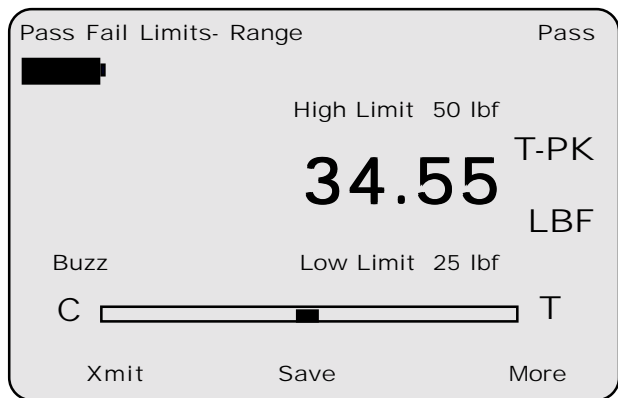 Pass Fail Limits- Range Pass
High Limit 50 lbf
34.55 T-PK
LBF
Buzz Low Limit 25 lbf
C T
Xmit Save More